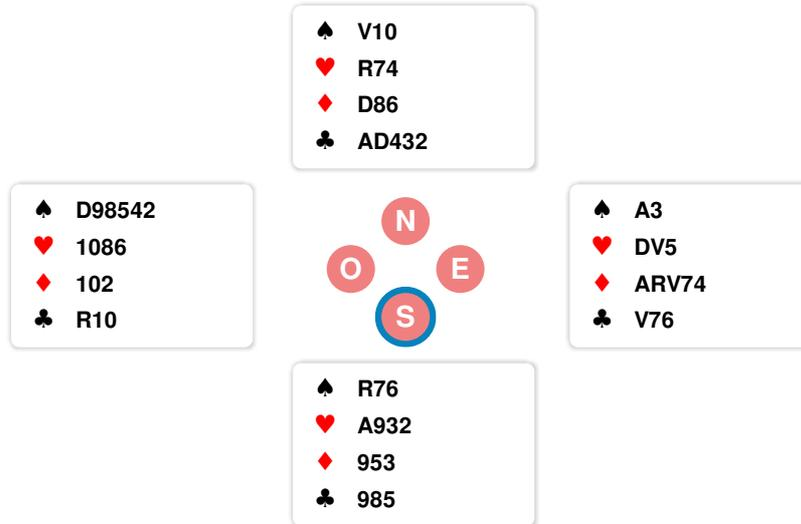 ♠ V10
♥ R74
♦ D86
♣ AD432
♠ D98542
♥ 1086
♦ 102
♣ R10
N
O E
S
♠ A3
♥ DV5
♦ ARV74
♣ V76
♠ R76
♥ A932
♦ 953
♣ 985